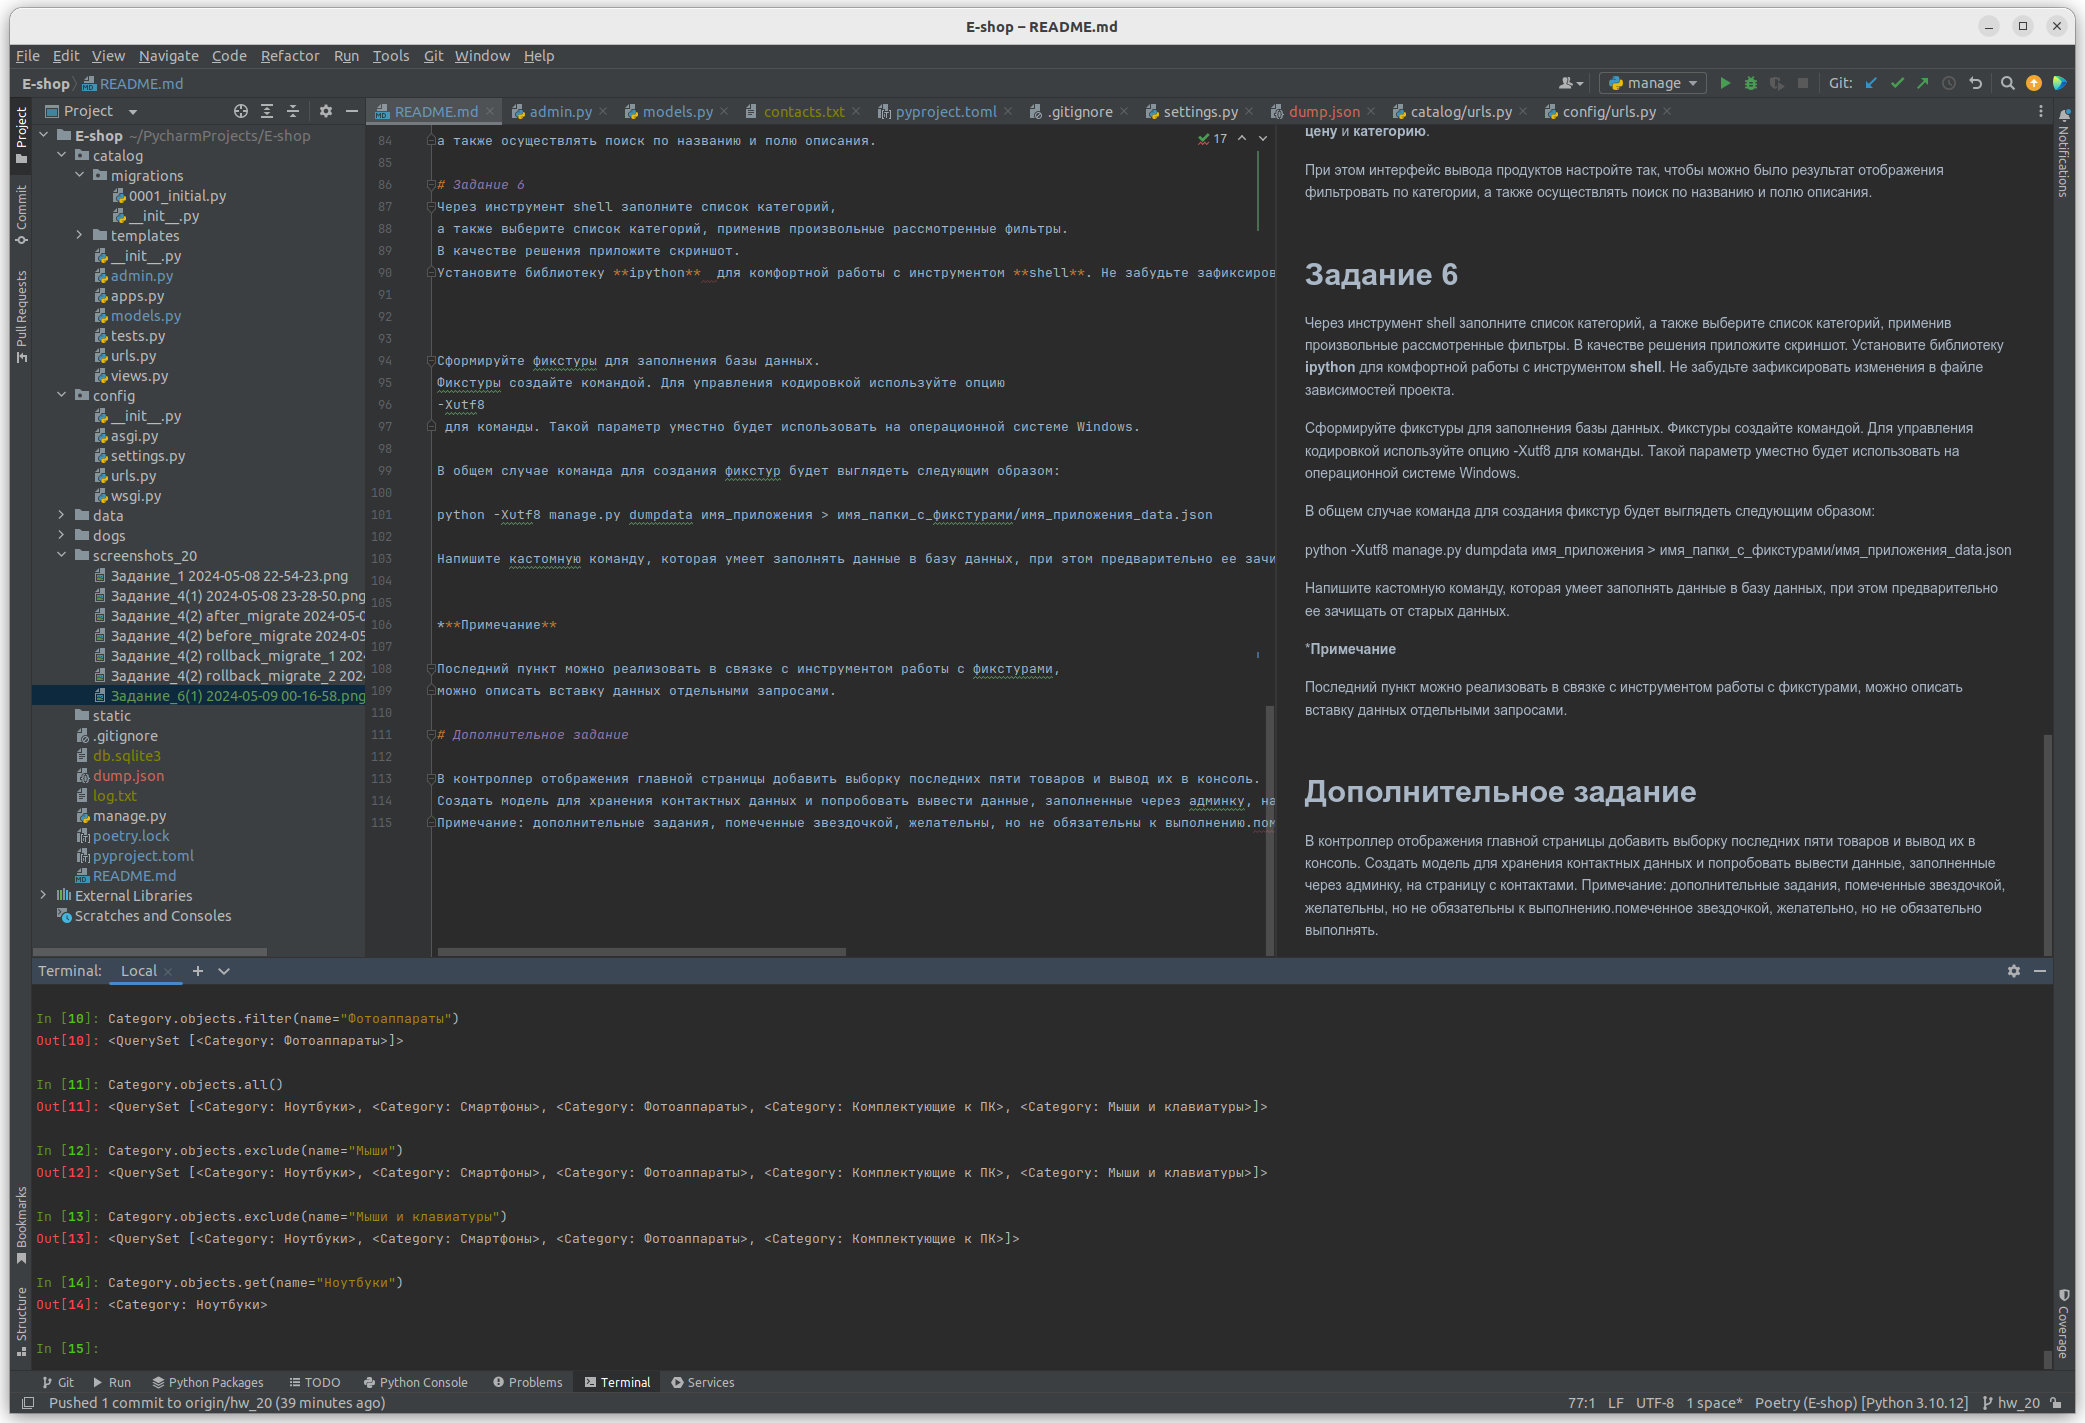 E-shop – README.md
File Edit View Navigate Code Refactor Run Tools Git Window Help
E-shop README.md
manage Git:
Project
README.md admin.py models.py contacts.txt pyproject.toml .gitignore settings.py dump.json catalog/urls.py config/urls.py
Project
Commit
Pull Requests
Bookmarks
Structure
E-shop ~/PycharmProjects/E-shop
catalog
migrations
0001_initial.py
__init__.py
templates
__init__.py
admin.py
apps.py
models.py
tests.py
urls.py
views.py
config
__init__.py
asgi.py
settings.py
urls.py
wsgi.py
data
dogs
screenshots_20
Задание_1 2024-05-08 22-54-23.png
Задание_4(1) 2024-05-08 23-28-50.png
Задание_4(2) after_migrate 2024-05-0
Задание_4(2) before_migrate 2024-05
Задание_4(2) rollback_migrate_1 202
Задание_4(2) rollback_migrate_2 202
Задание_6(1) 2024-05-09 00-16-58.png
static
.gitignore
db.sqlite3
dump.json
log.txt
manage.py
poetry.lock
pyproject.toml
README.md
External Libraries
Scratches and Consoles
17
84 а также осуществлять поиск по названию и полю описания.
85
86 # Задание 6
87 Через инструмент shell заполните список категорий,
88 а также выберите список категорий, применив произвольные рассмотренные фильтры.
89 В качестве решения приложите скриншот.
90 Установите библиотеку **ipython** для комфортной работы с инструментом **shell**. Не забудьте зафиксиров
91
92
93
94 Сформируйте фикстуры для заполнения базы данных.
95 Фикстуры создайте командой. Для управления кодировкой используйте опцию
96 -Xutf8
97 для команды. Такой параметр уместно будет использовать на операционной системе Windows.
98
99 В общем случае команда для создания фикстур будет выглядеть следующим образом:
100
101 python -Xutf8 manage.py dumpdata имя_приложения > имя_папки_с_фикстурами/имя_приложения_data.json
102
103 Напишите кастомную команду, которая умеет заполнять данные в базу данных, при этом предварительно ее зачи
104
105
106 ***Примечание**
107
108 Последний пункт можно реализовать в связке с инструментом работы с фикстурами,
109 можно описать вставку данных отдельными запросами.
110
111 # Дополнительное задание
112
113 В контроллер отображения главной страницы добавить выборку последних пяти товаров и вывод их в консоль.
114 Создать модель для хранения контактных данных и попробовать вывести данные, заполненные через админку, на
115 Примечание: дополнительные задания, помеченные звездочкой, желательны, но не обязательны к выполнению.пом
цену и категорию.
При этом интерфейс вывода продуктов настройте так, чтобы можно было результат отображения
фильтровать по категории, а также осуществлять поиск по названию и полю описания.
Задание 6
Через инструмент shell заполните список категорий, а также выберите список категорий, применив
произвольные рассмотренные фильтры. В качестве решения приложите скриншот. Установите библиотеку
ipython для комфортной работы с инструментом shell. Не забудьте зафиксировать изменения в файле
зависимостей проекта.
Сформируйте фикстуры для заполнения базы данных. Фикстуры создайте командой. Для управления
кодировкой используйте опцию -Xutf8 для команды. Такой параметр уместно будет использовать на
операционной системе Windows.
В общем случае команда для создания фикстур будет выглядеть следующим образом:
python -Xutf8 manage.py dumpdata имя_приложения > имя_папки_с_фикстурами/имя_приложения_data.json
Напишите кастомную команду, которая умеет заполнять данные в базу данных, при этом предварительно
ее зачищать от старых данных.
*Примечание
Последний пункт можно реализовать в связке с инструментом работы с фикстурами, можно описать
вставку данных отдельными запросами.
Дополнительное задание
В контроллер отображения главной страницы добавить выборку последних пяти товаров и вывод их в
консоль. Создать модель для хранения контактных данных и попробовать вывести данные, заполненные
через админку, на страницу с контактами. Примечание: дополнительные задания, помеченные звездочкой,
желательны, но не обязательны к выполнению.помеченное звездочкой, желательно, но не обязательно
выполнять.
Notifications
Coverage
Terminal: Local
In [10]: Category.objects.filter(name="Фотоаппараты")
Out[10]: <QuerySet [<Category: Фотоаппараты>]>
In [11]: Category.objects.all()
Out[11]: <QuerySet [<Category: Ноутбуки>, <Category: Смартфоны>, <Category: Фотоаппараты>, <Category: Комплектующие к ПК>, <Category: Мыши и клавиатуры>]>
In [12]: Category.objects.exclude(name="Мыши")
Out[12]: <QuerySet [<Category: Ноутбуки>, <Category: Смартфоны>, <Category: Фотоаппараты>, <Category: Комплектующие к ПК>, <Category: Мыши и клавиатуры>]>
In [13]: Category.objects.exclude(name="Мыши и клавиатуры")
Out[13]: <QuerySet [<Category: Ноутбуки>, <Category: Смартфоны>, <Category: Фотоаппараты>, <Category: Комплектующие к ПК>]>
In [14]: Category.objects.get(name="Ноутбуки")
Out[14]: <Category: Ноутбуки>
In [15]:
Git Run Python Packages TODO Python Console Problems Terminal Services
Pushed 1 commit to origin/hw_20 (39 minutes ago)
77:1 LF UTF-8 1 space* Poetry (E-shop) [Python 3.10.12] hw_20